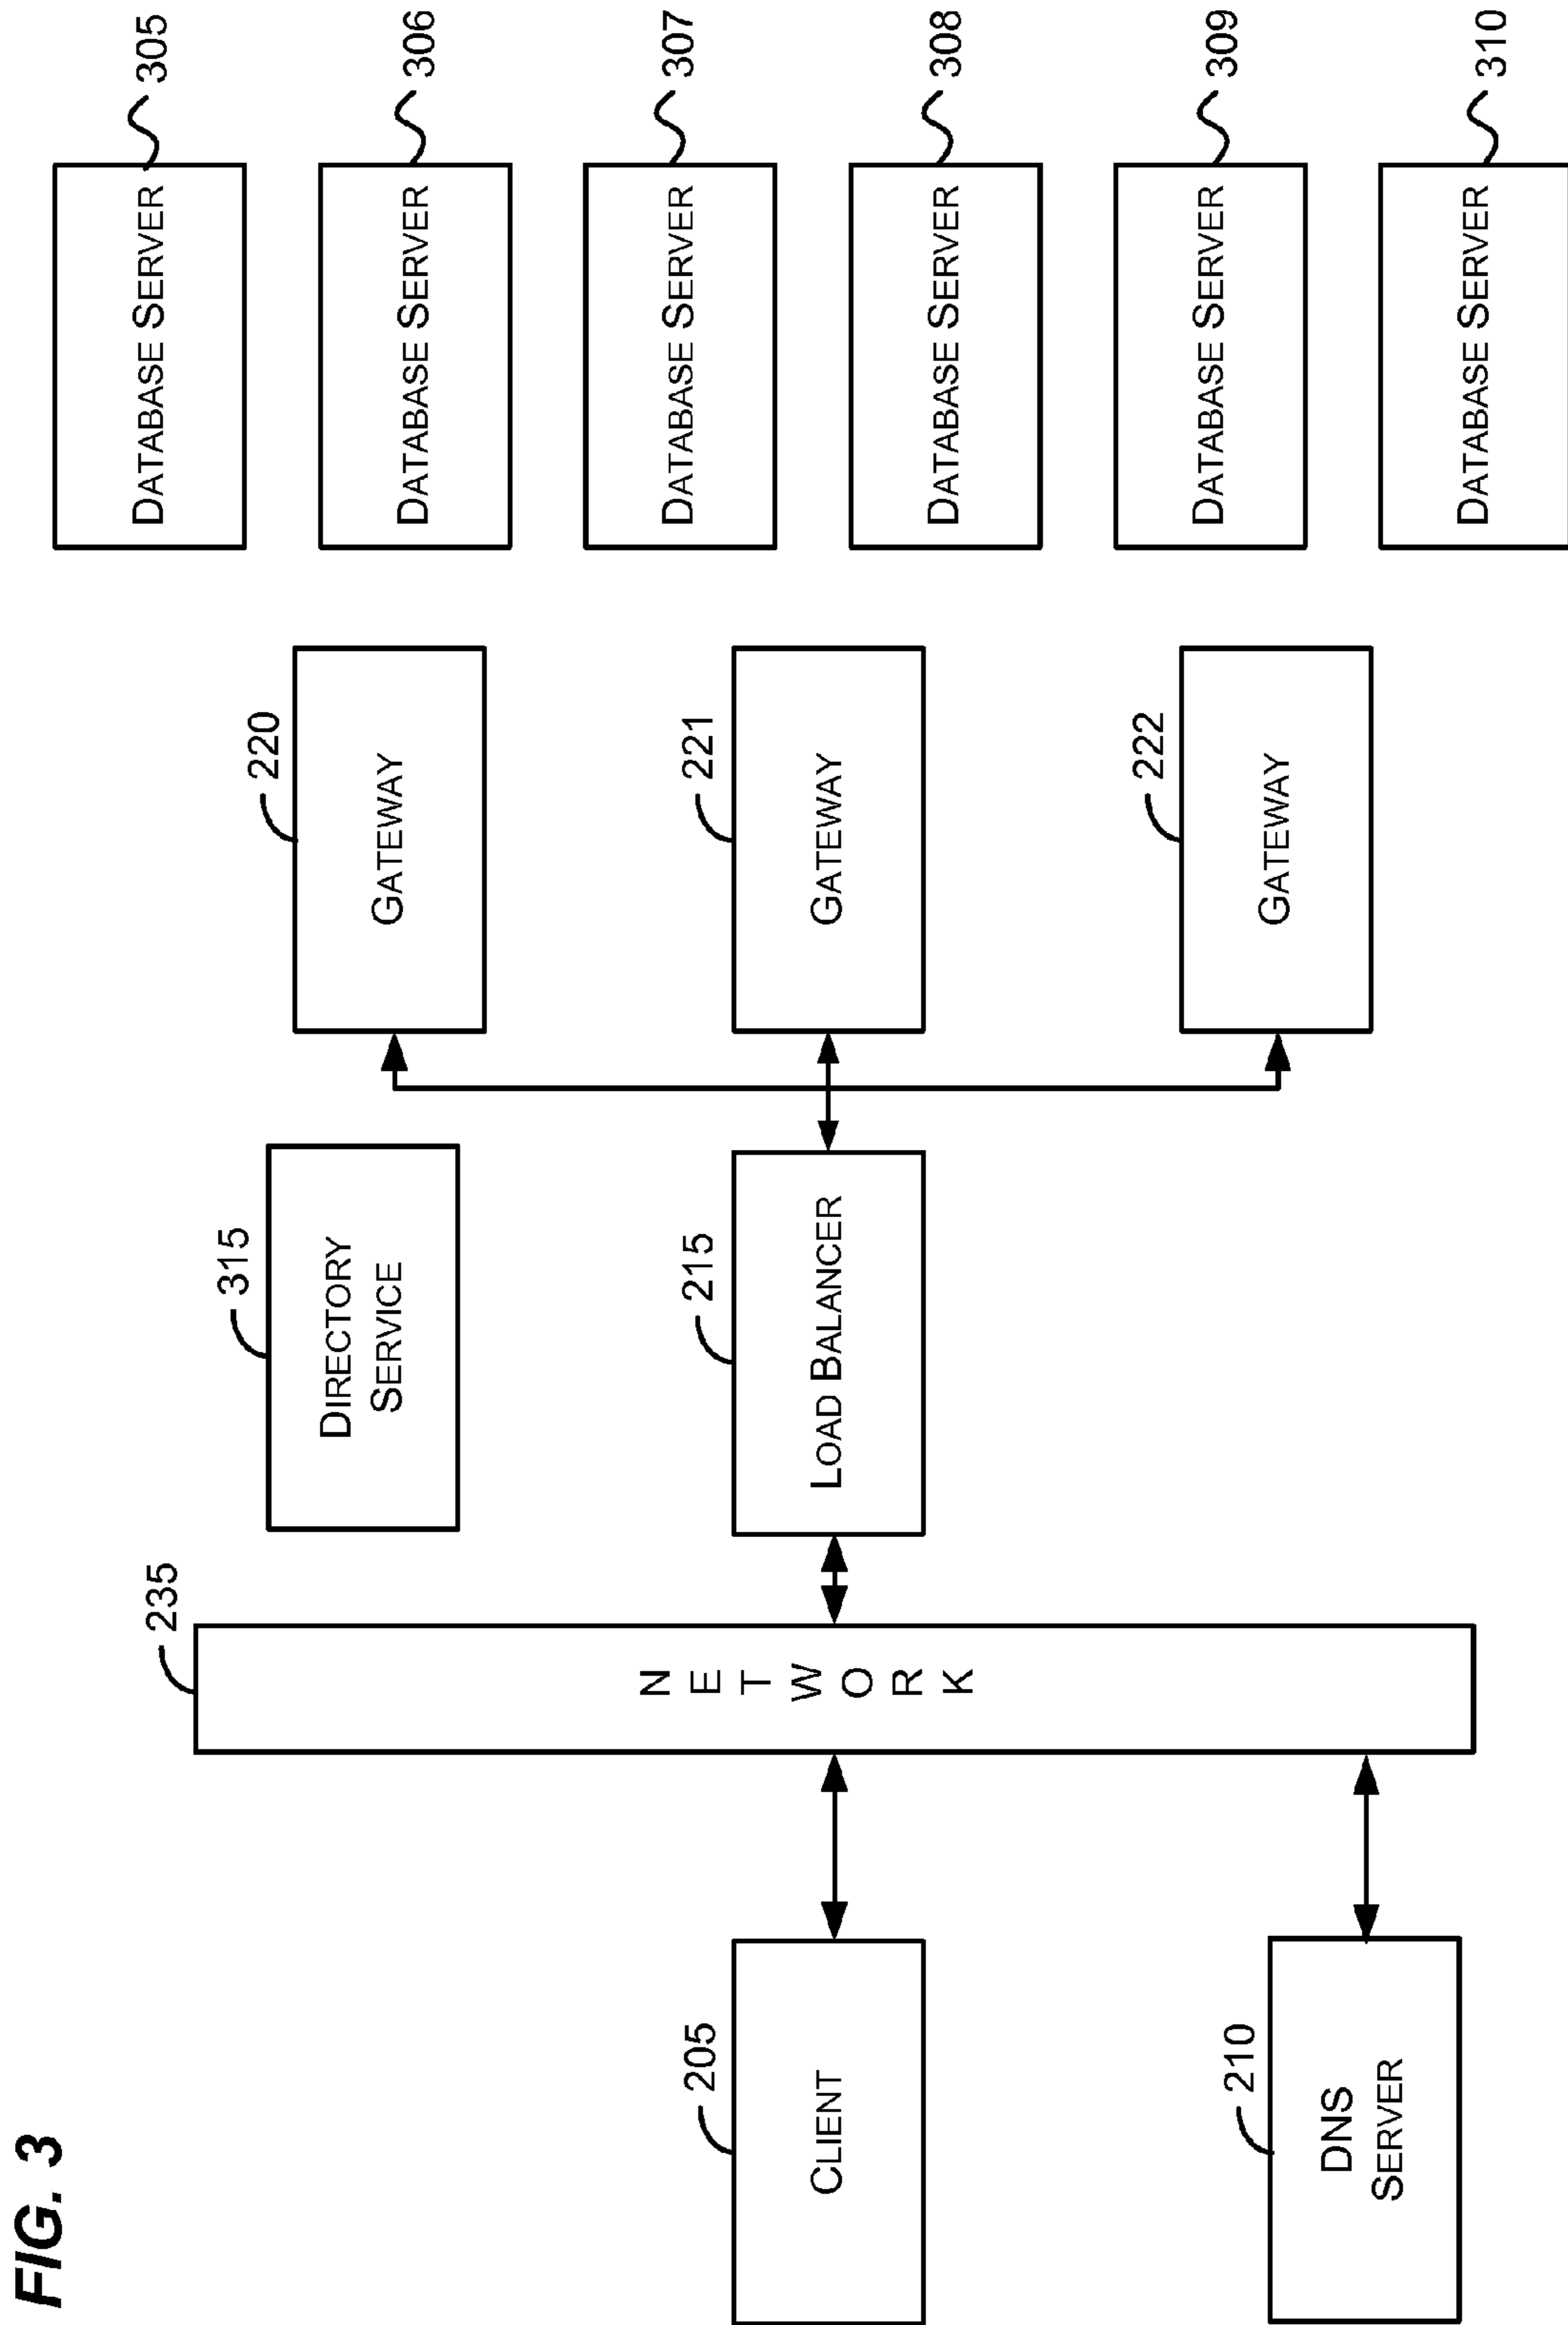 FIG. 3
CLIENT
205
DNS
SERVER
210
N
E
T
W
O
R
K
235
DIRECTORY
SERVICE
315
LOAD BALANCER
215
GATEWAY
220
GATEWAY
221
GATEWAY
222
DATABASE SERVER
305
DATABASE SERVER
306
DATABASE SERVER
307
DATABASE SERVER
308
DATABASE SERVER
309
DATABASE SERVER
310